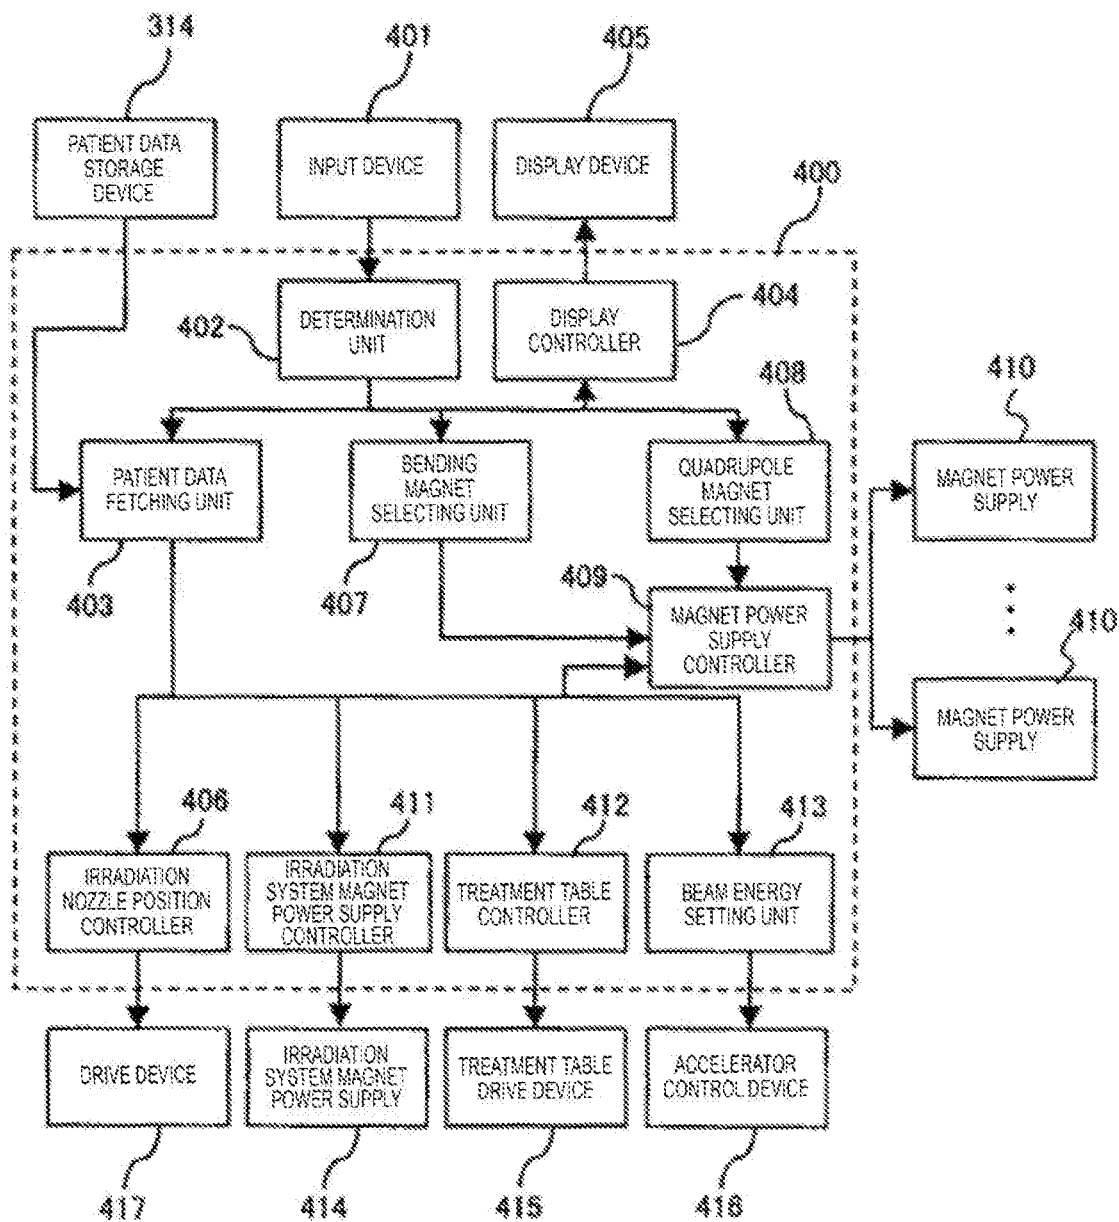 314
401
405
PATIENT DATA
STORAGE
DEVICE
INPUT DEVICE
DISPLAY DEVICE
400
402
DETERMINATION
UNIT
DISPLAY
CONTROLLER
404
408
410
PATIENT DATA
FETCHING UNIT
BENDING
MAGNET
SELECTING UNIT
QUADRUPOLE
MAGNET
SELECTING UNIT
MAGNET POWER
SUPPLY
403
407
409
MAGNET POWER
SUPPLY
CONTROLLER
410
MAGNET POWER
SUPPLY
406
411
412
413
IRRADIATION
NOZZLE POSITION
CONTROLLER
IRRADIATION
SYSTEM MAGNET
POWER SUPPLY
CONTROLLER
TREATMENT TABLE
CONTROLLER
BEAM ENERGY
SETTING UNIT
DRIVE DEVICE
IRRADIATION
SYSTEM MAGNET
POWER SUPPLY
TREATMENT TABLE
DRIVE DEVICE
ACCELERATOR
CONTROL DEVICE
417
414
415
416